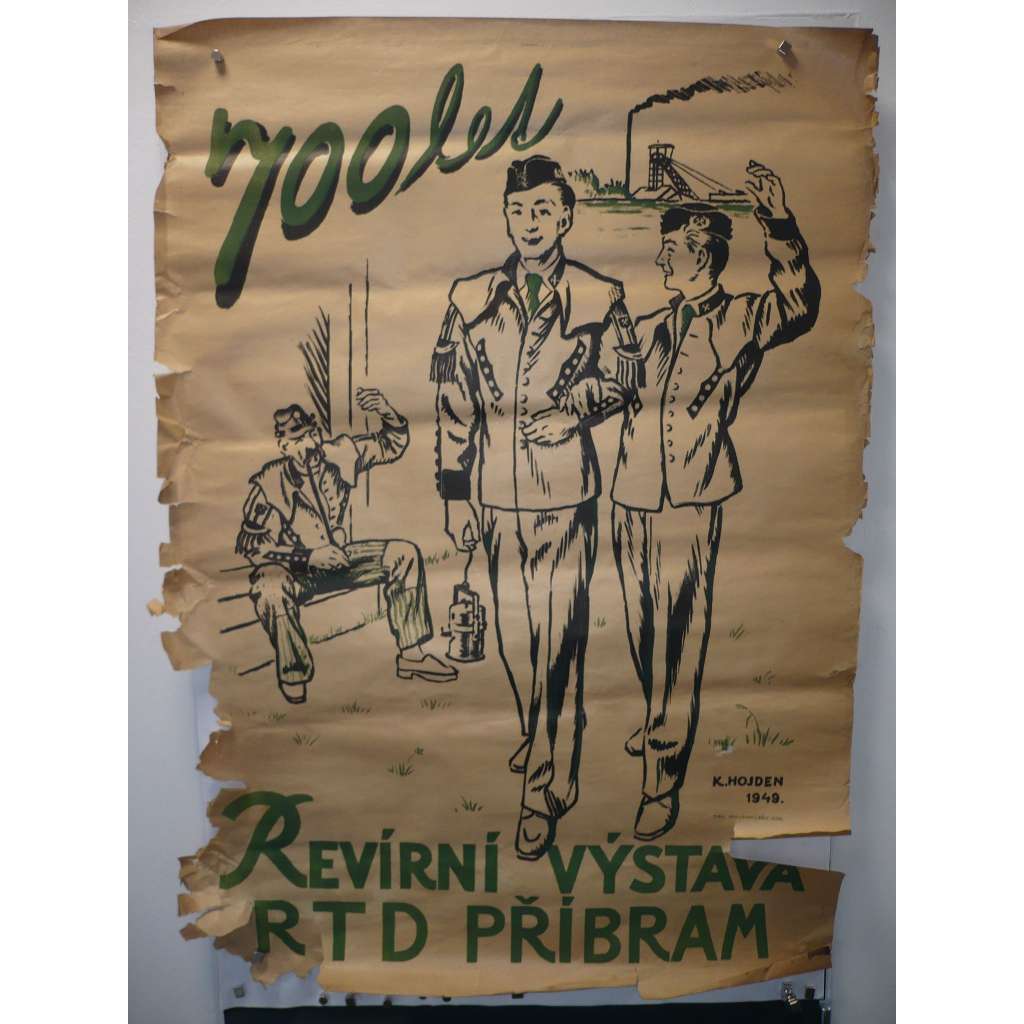 700 let
K. HOJDEN
1949.
REVÍRNÍ VÝSTAVA
RTD PŘÍBRAM